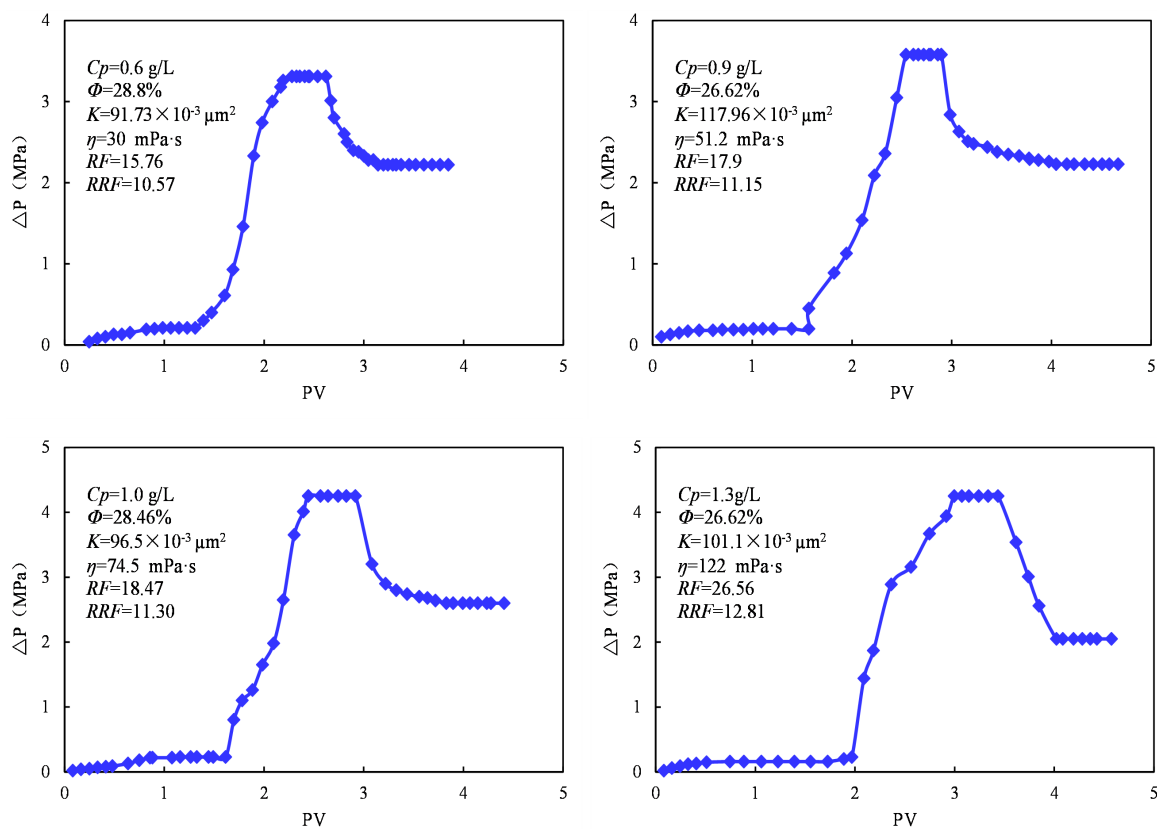 4
3
2
1
0
△P（MPa）
Cp=0.6 g/L
Φ=28.8%
K=91.73×10⁻³ μm²
η=30 mPa·s
RF=15.76
RRF=10.57
0 1 2 3 4 5
PV
4
3
2
1
0
△P（MPa）
Cp=0.9 g/L
Φ=26.62%
K=117.96×10⁻³ μm²
η=51.2 mPa·s
RF=17.9
RRF=11.15
0 1 2 3 4 5
PV
5
4
3
2
1
0
△P（MPa）
Cp=1.0 g/L
Φ=28.46%
K=96.5×10⁻³ μm²
η=74.5 mPa·s
RF=18.47
RRF=11.30
0 1 2 3 4 5
PV
5
4
3
2
1
0
△P（MPa）
Cp=1.3g/L
Φ=26.62%
K=101.1×10⁻³ μm²
η=122 mPa·s
RF=26.56
RRF=12.81
0 1 2 3 4 5
PV